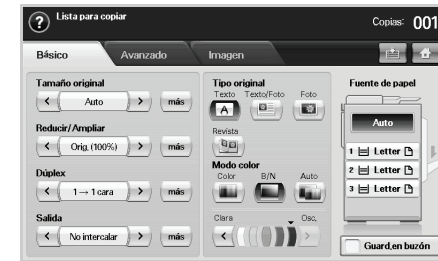 ? Lista para copiar
Copias: 001
Básico Avanzado Imagen
Tamaño original
< Auto > más
Reducir/Ampliar
< Orig.(100%) > más
Dúplex
< 1→1 cara > más
Salida
< No intercalar > más
Tipo original
Texto Texto/Foto Foto
A
Revista
Modo color
Color B/N Auto
Clara Osc.
< >
Fuente de papel
Auto
1 Letter
2 Letter
3 Letter
Guard.en buzón